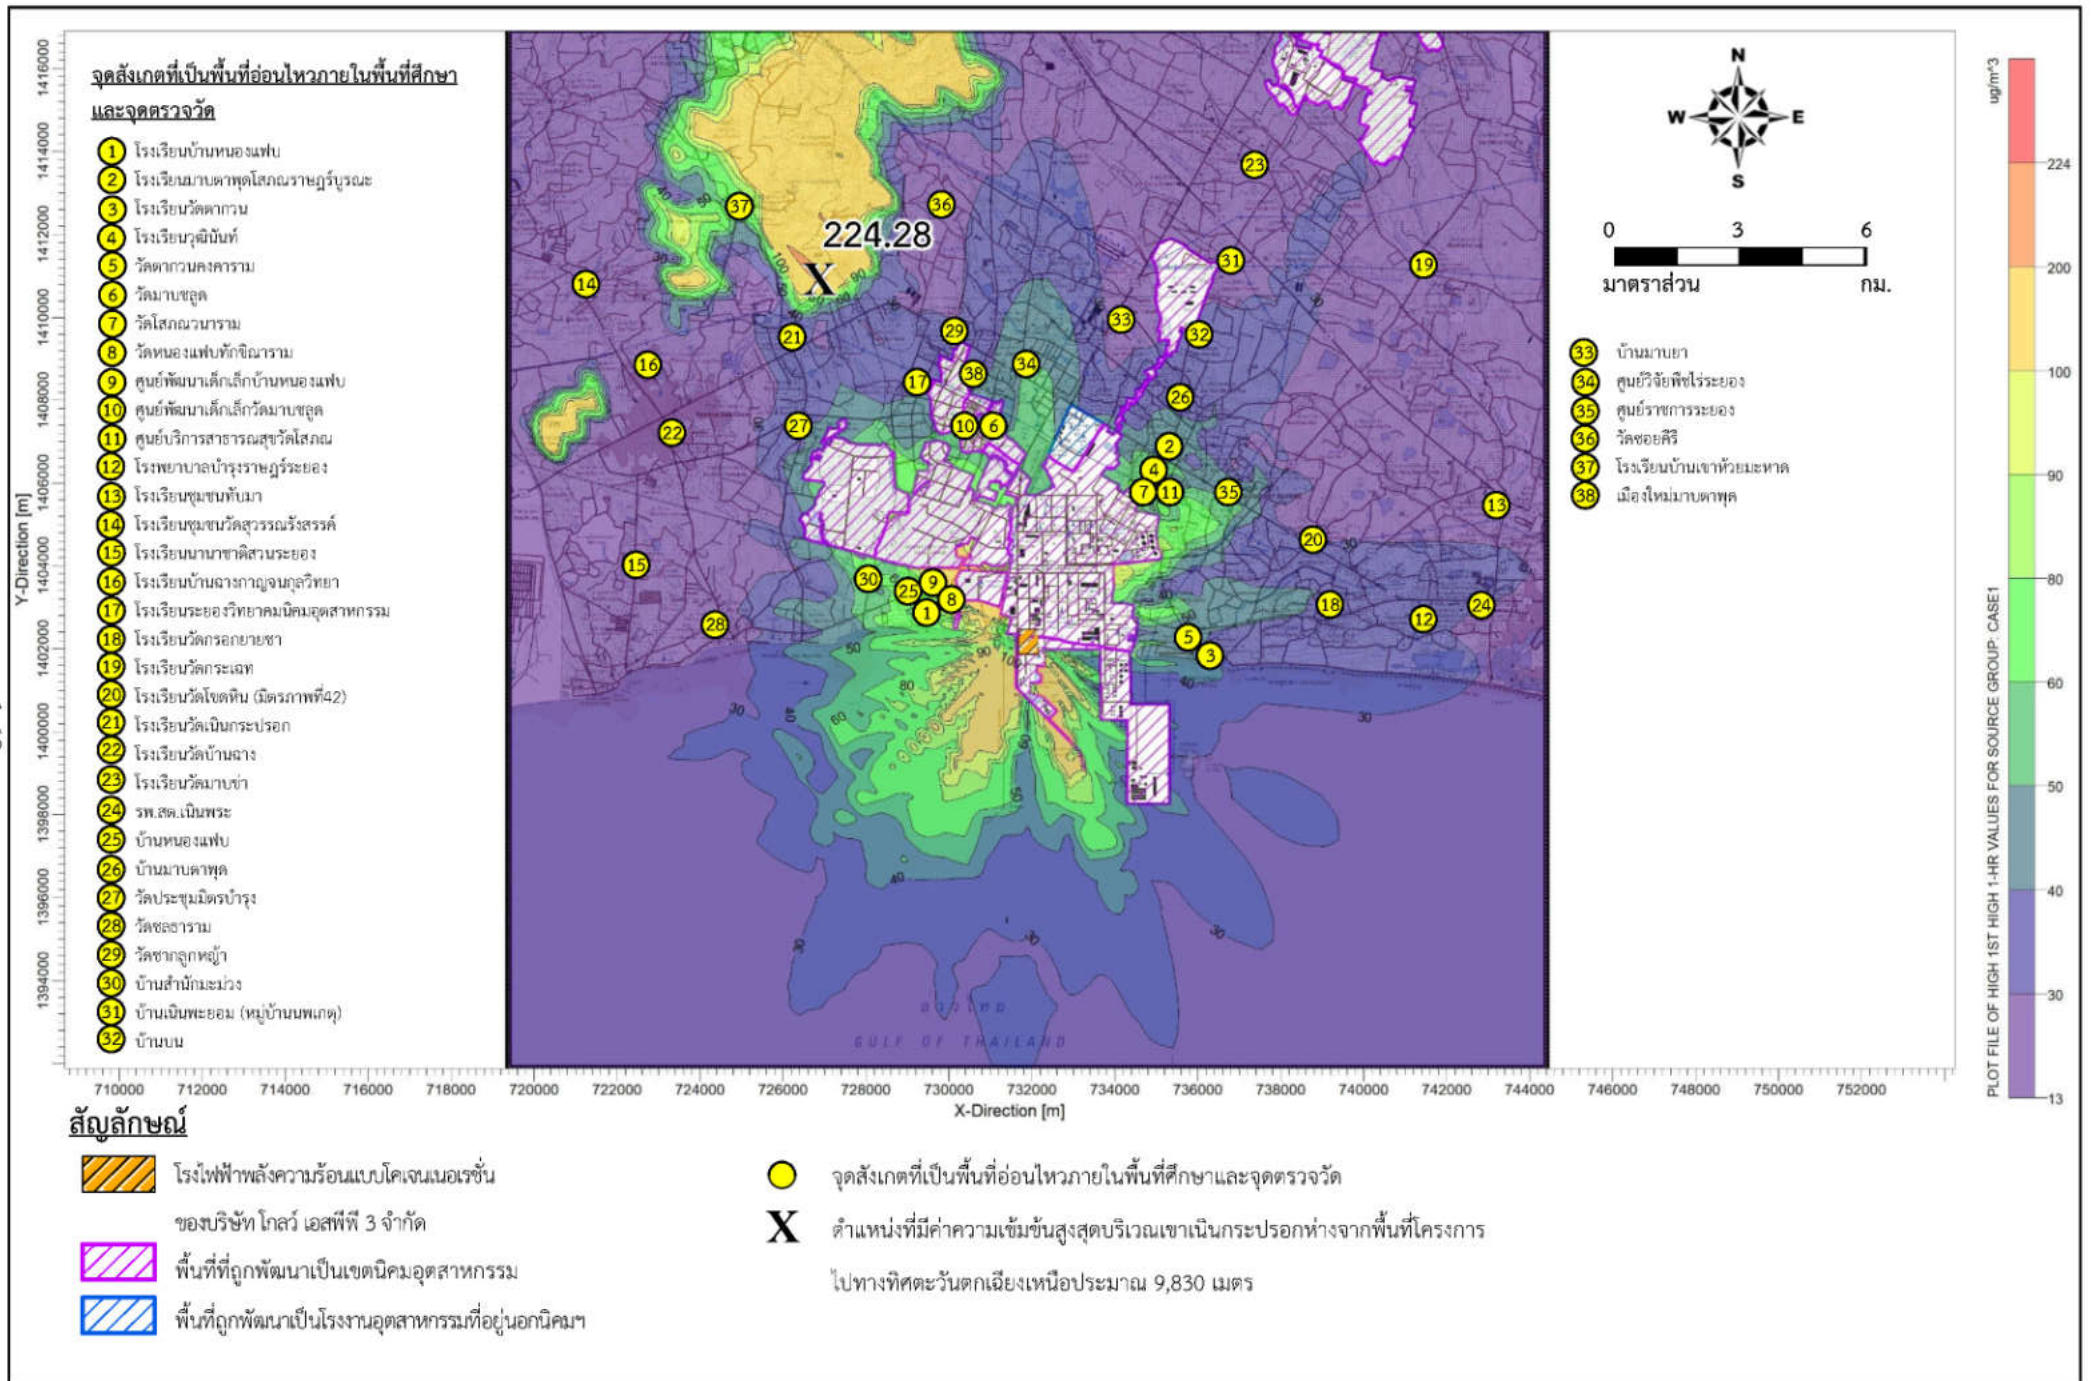 จุดสังเกตที่เป็นพื้นที่อ่อนไหวภายในพื้นที่ศึกษา
และจุดตรวจวัด
1 โรงเรียนบ้านหนองแฟบ
2 โรงเรียนมาบตาพุดโสภณราษฎร์บูรณะ
3 โรงเรียนวัดตากวน
4 โรงเรียนวุฒินันท์
5 วัดตากวนคงคาราม
6 วัดมาบชลูด
7 วัดโสภณวนาราม
8 วัดหนองแฟบทักขิณาราม
9 ศูนย์พัฒนาเด็กเล็กบ้านหนองแฟบ
10 ศูนย์พัฒนาเด็กเล็กวัดมาบชลูด
11 ศูนย์บริการสาธารณสุขวัดโสภณ
12 โรงพยาบาลบำรุงราษฎร์ระยอง
13 โรงเรียนชุมชนทับมา
14 โรงเรียนชุมชนวัดสุวรรณรังสรรค์
15 โรงเรียนนานาชาติสวนระยอง
16 โรงเรียนบ้านฉางกาญจนกุลวิทยา
17 โรงเรียนระยองวิทยาคมนิคมอุตสาหกรรม
18 โรงเรียนวัดกรอกยายชา
19 โรงเรียนวัดกระเฉท
20 โรงเรียนวัดโขดหิน (มิตรภาพที่42)
21 โรงเรียนวัดเนินกระปรอก
22 โรงเรียนวัดบ้านฉาง
23 โรงเรียนวัดมาบข่า
24 รพ.สต.เนินพระ
25 บ้านหนองแฟบ
26 บ้านมาบตาพุด
27 วัดประชุมมิตรบำรุง
28 วัดชลธาราม
29 วัดชากลูกหญ้า
30 บ้านสำนักมะม่วง
31 บ้านเนินพะยอม (หมู่บ้านนพเกตุ)
32 บ้านบน
224.28
X
GULF OF THAILAND
N
W E
S
0 3 6
มาตราส่วน กม.
33 บ้านมาบยา
34 ศูนย์วิจัยพืชไร่ระยอง
35 ศูนย์ราชการระยอง
36 วัดซอยคีรี
37 โรงเรียนบ้านเขาห้วยมะหาด
38 เมืองใหม่มาบตาพุด
ug/m^3
224
200
100
90
80
60
50
40
30
13
PLOT FILE OF HIGH 1ST HIGH 1-HR VALUES FOR SOURCE GROUP: CASE1
Y-Direction [m]
1416000
1414000
1412000
1410000
1408000
1406000
1404000
1402000
1400000
1398000
1396000
1394000
710000 712000 714000 716000 718000 720000 722000 724000 726000 728000 730000 732000 734000 736000 738000 740000 742000 744000 746000 748000 750000 752000
X-Direction [m]
สัญลักษณ์
โรงไฟฟ้าพลังความร้อนแบบโคเจนเนอเรชั่น
ของบริษัท โกลว์ เอสพีพี 3 จำกัด
พื้นที่ที่ถูกพัฒนาเป็นเขตนิคมอุตสาหกรรม
พื้นที่ถูกพัฒนาเป็นโรงงานอุตสาหกรรมที่อยู่นอกนิคมฯ
จุดสังเกตที่เป็นพื้นที่อ่อนไหวภายในพื้นที่ศึกษาและจุดตรวจวัด
X ตำแหน่งที่มีค่าความเข้มข้นสูงสุดบริเวณเขาเนินกระปรอกห่างจากพื้นที่โครงการ
ไปทางทิศตะวันตกเฉียงเหนือประมาณ 9,830 เมตร